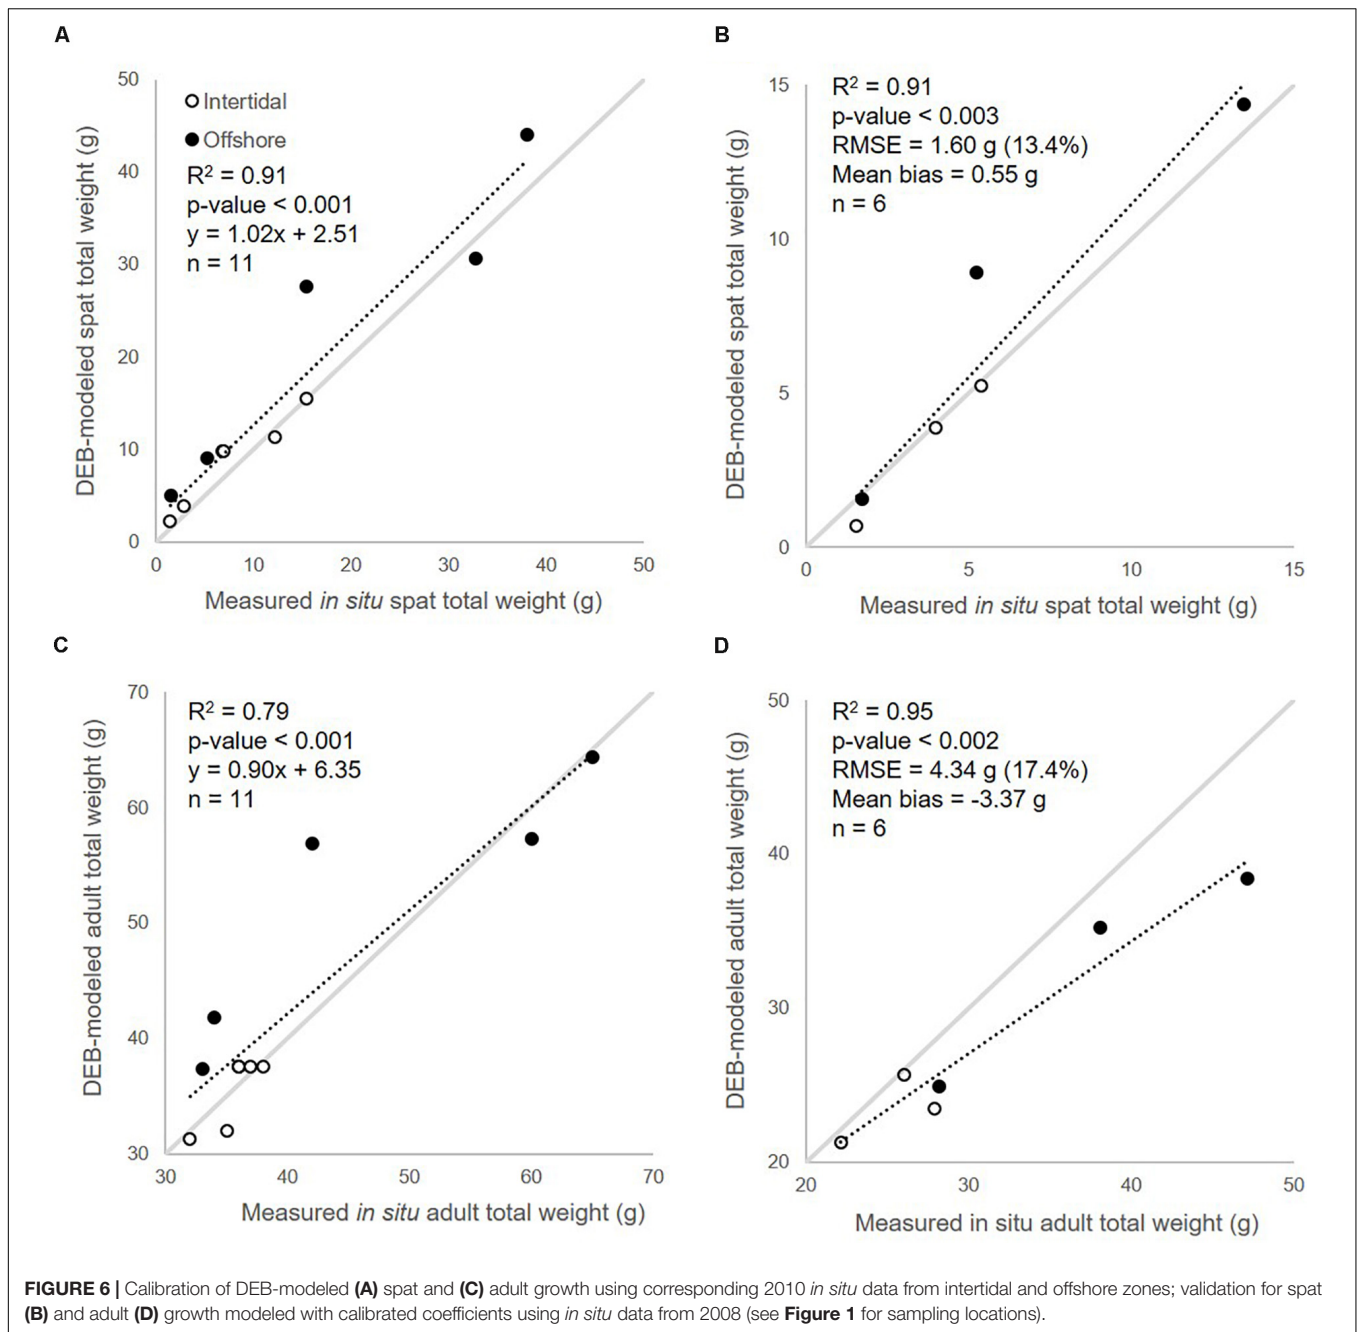 A
DEB-modeled spat total weight (g)
50
40
30
20
10
0
Intertidal
Offshore
R² = 0.91
p-value < 0.001
y = 1.02x + 2.51
n = 11
0 10 20 30 40 50
Measured in situ spat total weight (g)
B
DEB-modeled spat total weight (g)
15
10
5
0
R² = 0.91
p-value < 0.003
RMSE = 1.60 g (13.4%)
Mean bias = 0.55 g
n = 6
0 5 10 15
Measured in situ spat total weight (g)
C
DEB-modeled adult total weight (g)
70
60
50
40
30
R² = 0.79
p-value < 0.001
y = 0.90x + 6.35
n = 11
30 40 50 60 70
Measured in situ adult total weight (g)
D
DEB-modeled adult total weight (g)
50
40
30
20
R² = 0.95
p-value < 0.002
RMSE = 4.34 g (17.4%)
Mean bias = -3.37 g
n = 6
20 30 40 50
Measured in situ adult total weight (g)
FIGURE 6 | Calibration of DEB-modeled (A) spat and (C) adult growth using corresponding 2010 in situ data from intertidal and offshore zones; validation for spat
(B) and adult (D) growth modeled with calibrated coefficients using in situ data from 2008 (see Figure 1 for sampling locations).